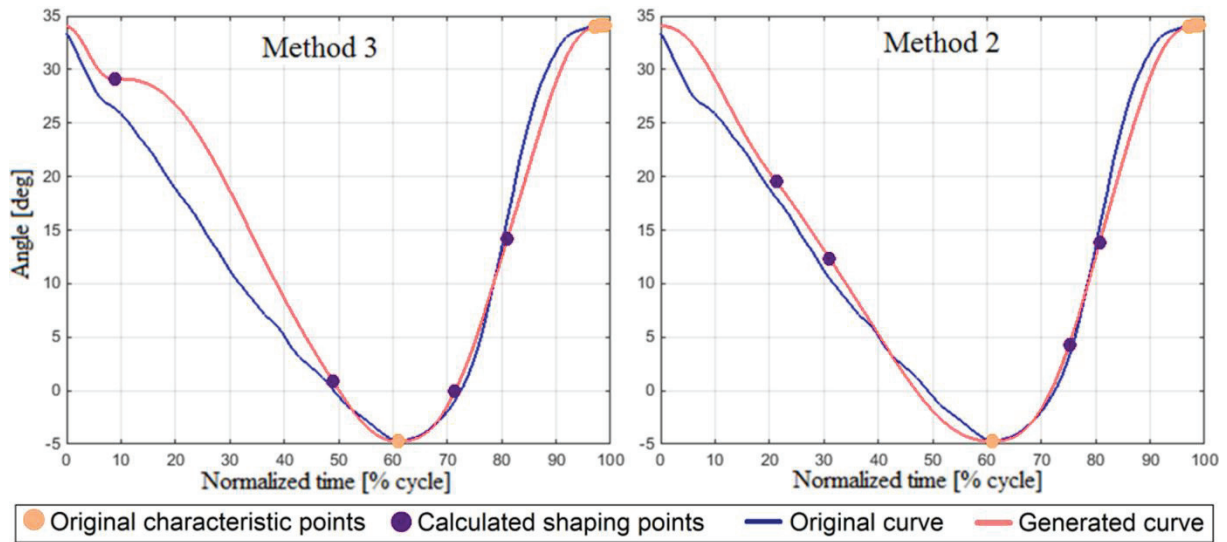 Method 3
Angle [deg]
35
30
25
20
15
10
5
0
-5
0 10 20 30 40 50 60 70 80 90 100
Normalized time [% cycle]
Method 2
35
30
25
20
15
10
5
0
-5
0 10 20 30 40 50 60 70 80 90 100
Normalized time [% cycle]
Original characteristic points Calculated shaping points Original curve Generated curve